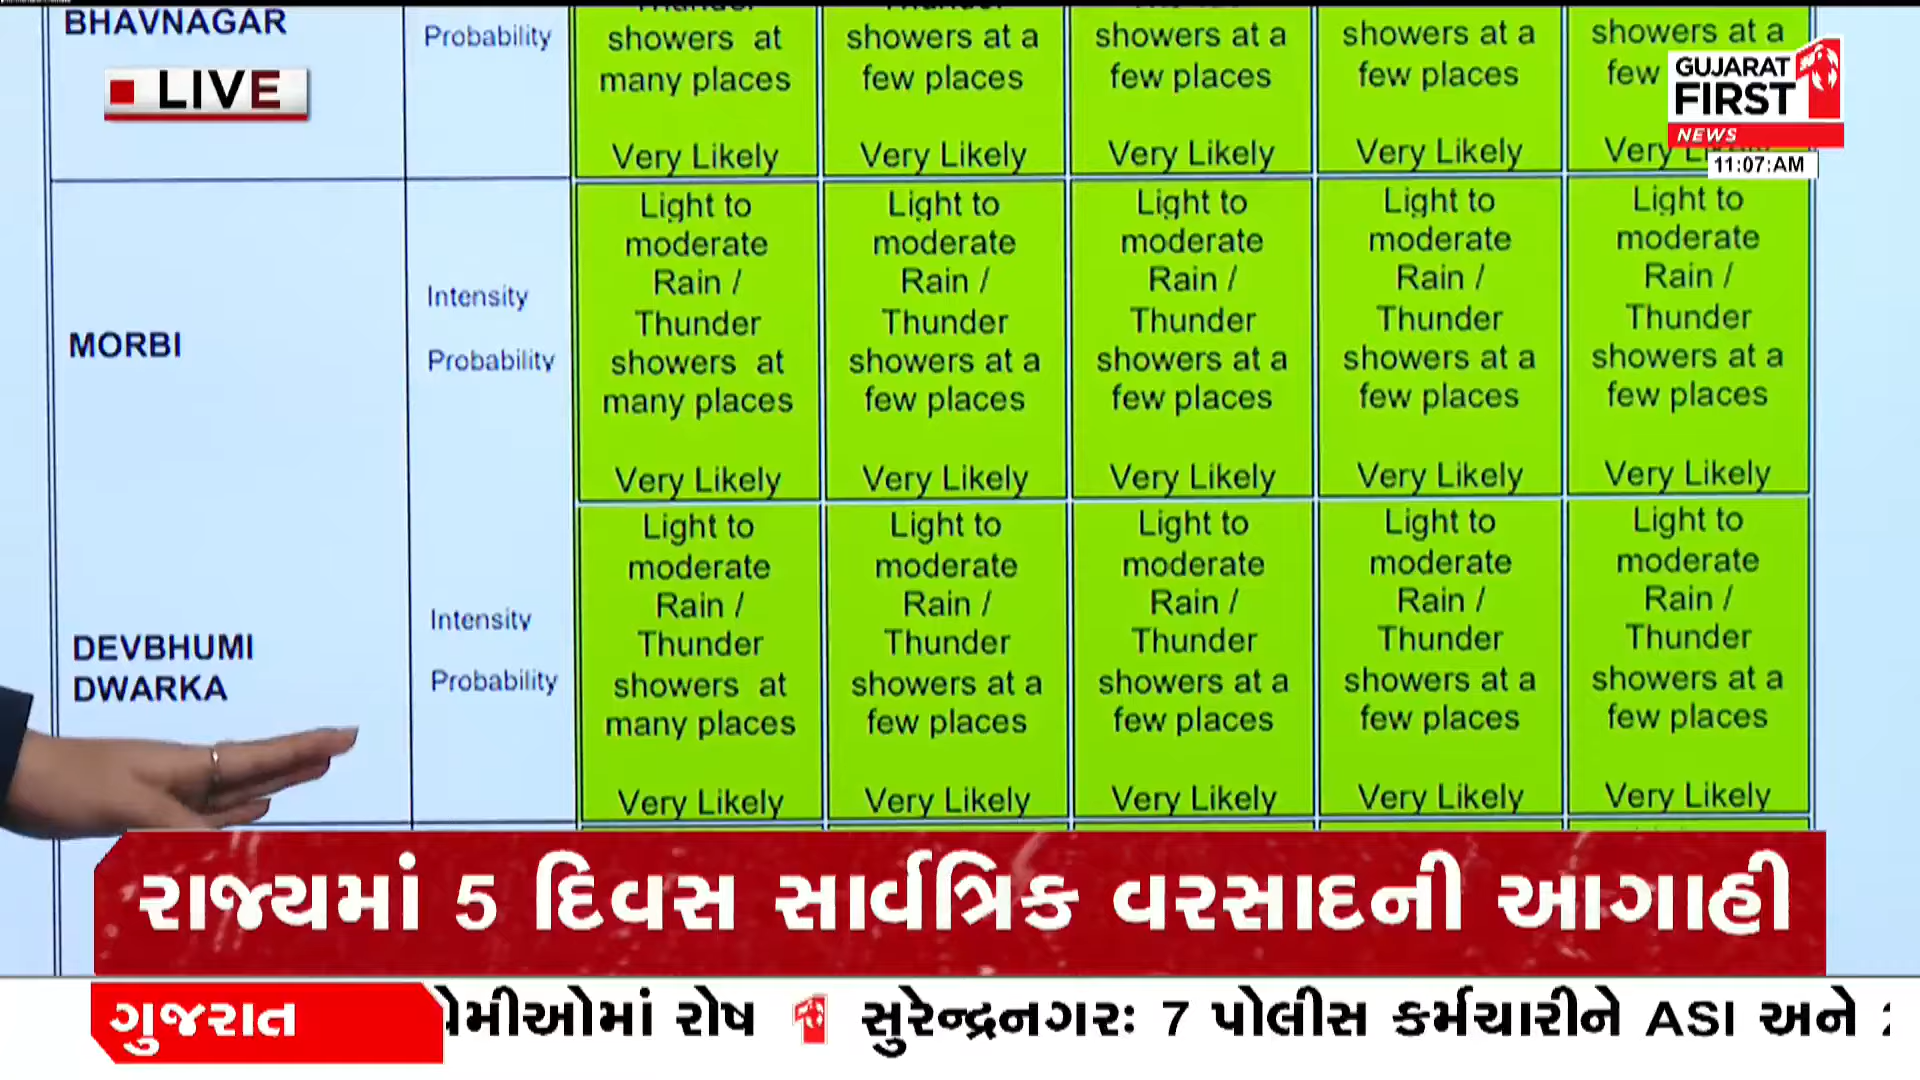 BHAVNAGAR
Probability
showers at many places
Very Likely
showers at a few places
Very Likely
showers at a few places
Very Likely
showers at a few places
Very Likely
showers at a few
Very
LIVE
GUJARAT
FIRST
NEWS
11:07:AM
MORBI
Intensity
Probability
Light to
moderate
Rain /
Thunder
showers at
many places
Very Likely
Light to
moderate
Rain /
Thunder
showers at a
few places
Very Likely
Light to
moderate
Rain /
Thunder
showers at a
few places
Very Likely
Light to
moderate
Rain /
Thunder
showers at a
few places
Very Likely
Light to
moderate
Rain /
Thunder
showers at a
few places
Very Likely
DEVBHUMI
DWARKA
Intensity
Probability
Light to
moderate
Rain /
Thunder
showers at
many places
Very Likely
Light to
moderate
Rain /
Thunder
showers at a
few places
Very Likely
Light to
moderate
Rain /
Thunder
showers at a
few places
Very Likely
Light to
moderate
Rain /
Thunder
showers at a
few places
Very Likely
Light to
moderate
Rain /
Thunder
showers at a
few places
Very Likely
રાજ્યમાં 5 દિવસ સાર્વત્રિક વરસાદની આગાહી
ગુજરાત
રોષ સુરેન્દ્રનગરઃ 7 પોલીસ કર્મચારીને ASI અને